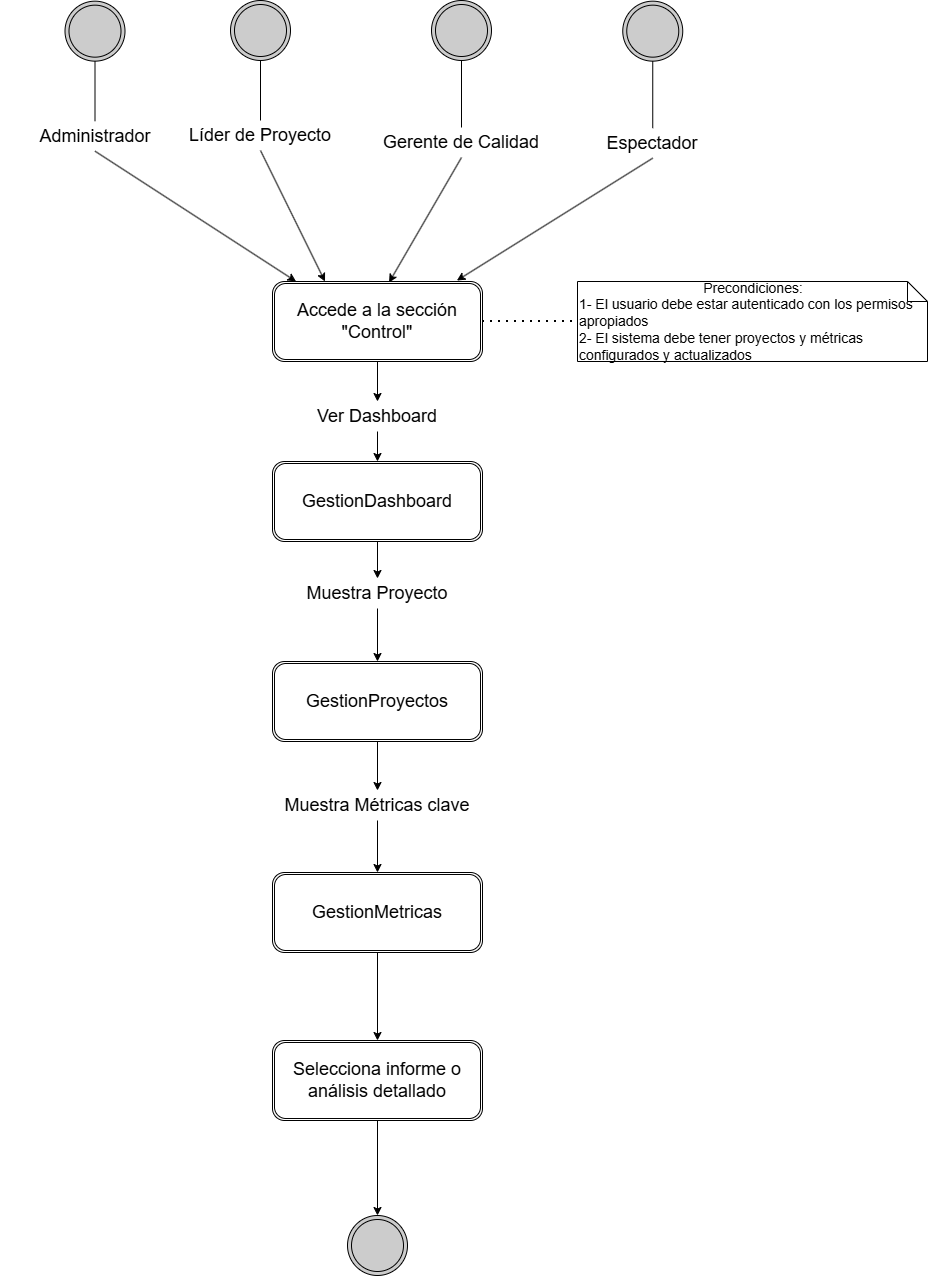 Administrador
Líder de Proyecto
Gerente de Calidad
Espectador
Accede a la sección
"Control"
Precondiciones:
1- El usuario debe estar autenticado con los permisos
apropiados
2- El sistema debe tener proyectos y métricas
configurados y actualizados
Ver Dashboard
GestionDashboard
Muestra Proyecto
GestionProyectos
Muestra Métricas clave
GestionMetricas
Selecciona informe o
análisis detallado